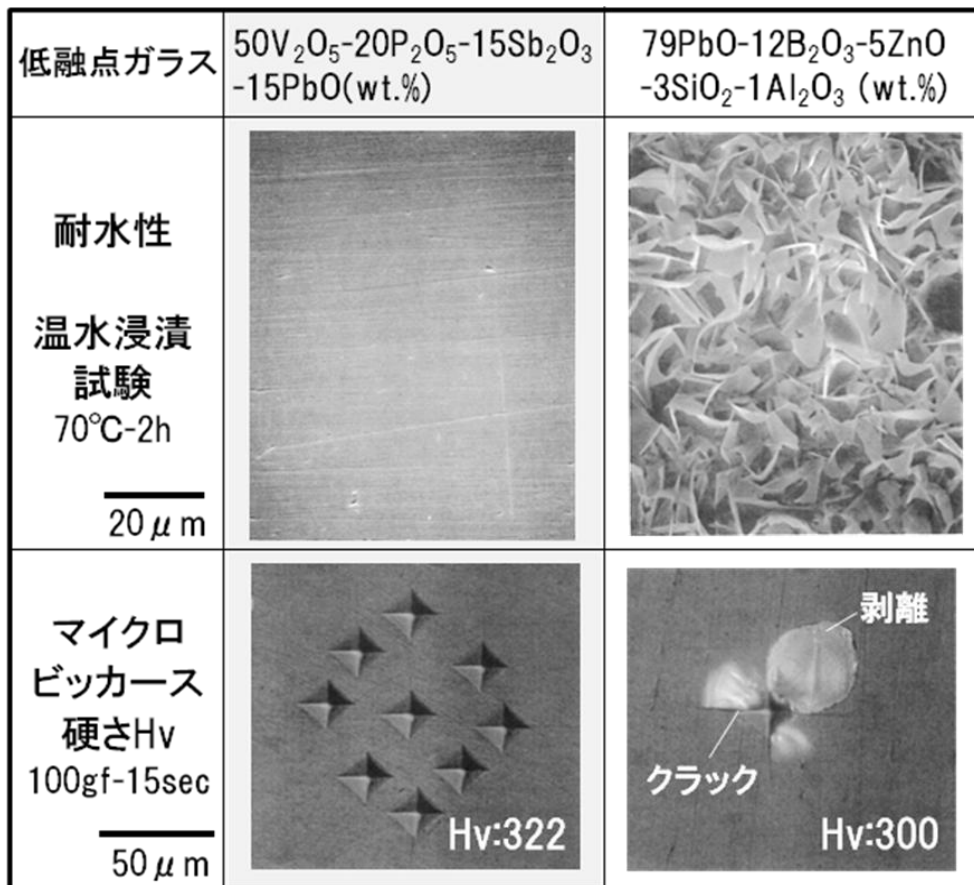 低融点ガラス
50V₂O₅-20P₂O₅-15Sb₂O₃
-15PbO(wt.%)
79PbO-12B₂O₃-5ZnO
-3SiO₂-1Al₂O₃ (wt.%)
耐水性
温水浸漬
試験
70℃-2h
20μm
マイクロ
ビッカース
硬さHv
100gf-15sec
50μm
Hv:322
剥離
クラック
Hv:300